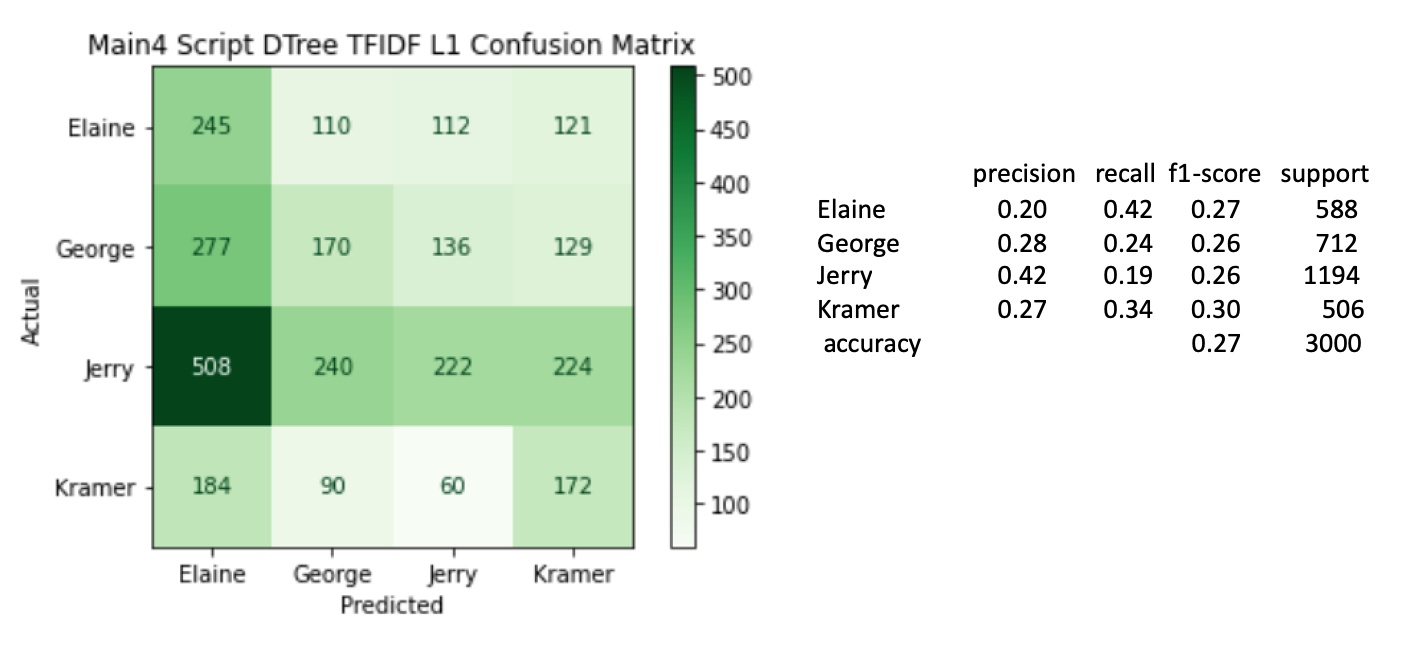 Main4 Script DTree TFIDF L1 Confusion Matrix
Actual
Elaine 245 110 112 121
George 277 170 136 129
Jerry 508 240 222 224
Kramer 184 90 60 172
Elaine George Jerry Kramer
Predicted
500
450
400
350
300
250
200
150
100
precision recall f1-score support
Elaine 0.20 0.42 0.27 588
George 0.28 0.24 0.26 712
Jerry 0.42 0.19 0.26 1194
Kramer 0.27 0.34 0.30 506
accuracy 0.27 3000